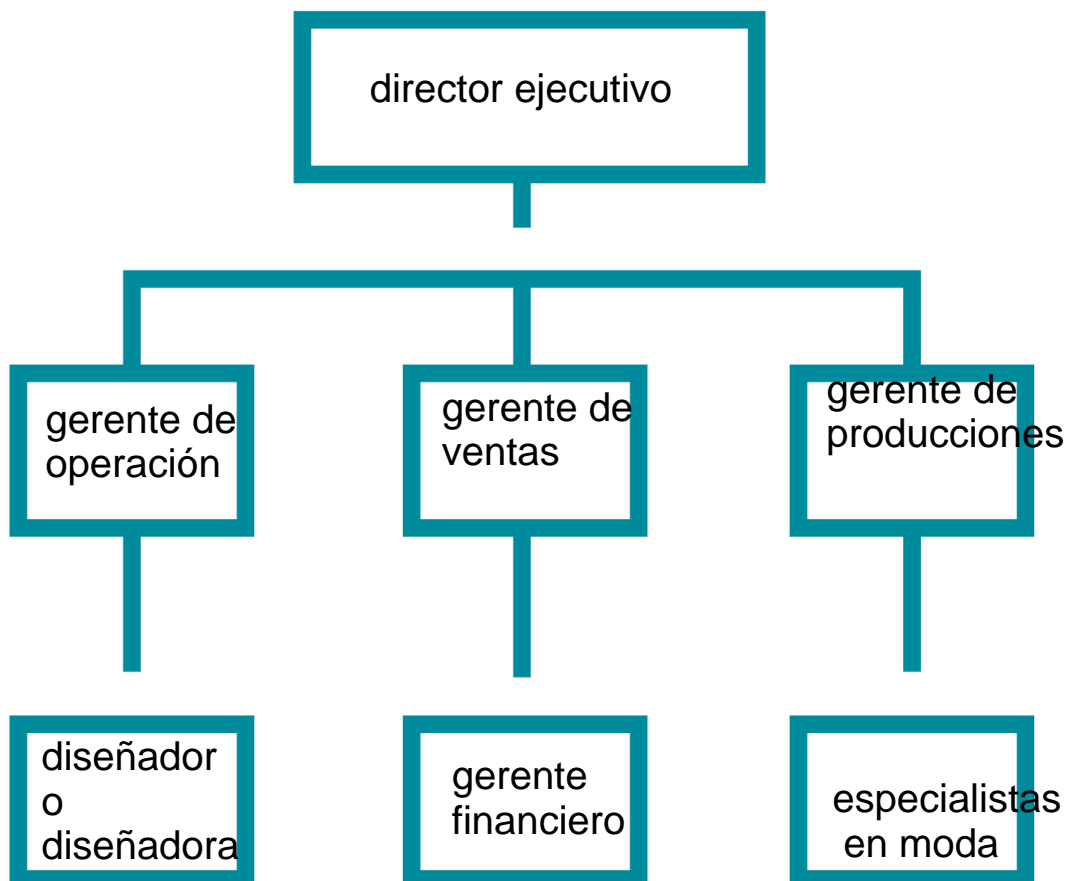 director ejecutivo
gerente de
operación
gerente de
ventas
gerente de
producciones
diseñador
o
diseñadora
gerente
financiero
especialistas
en moda